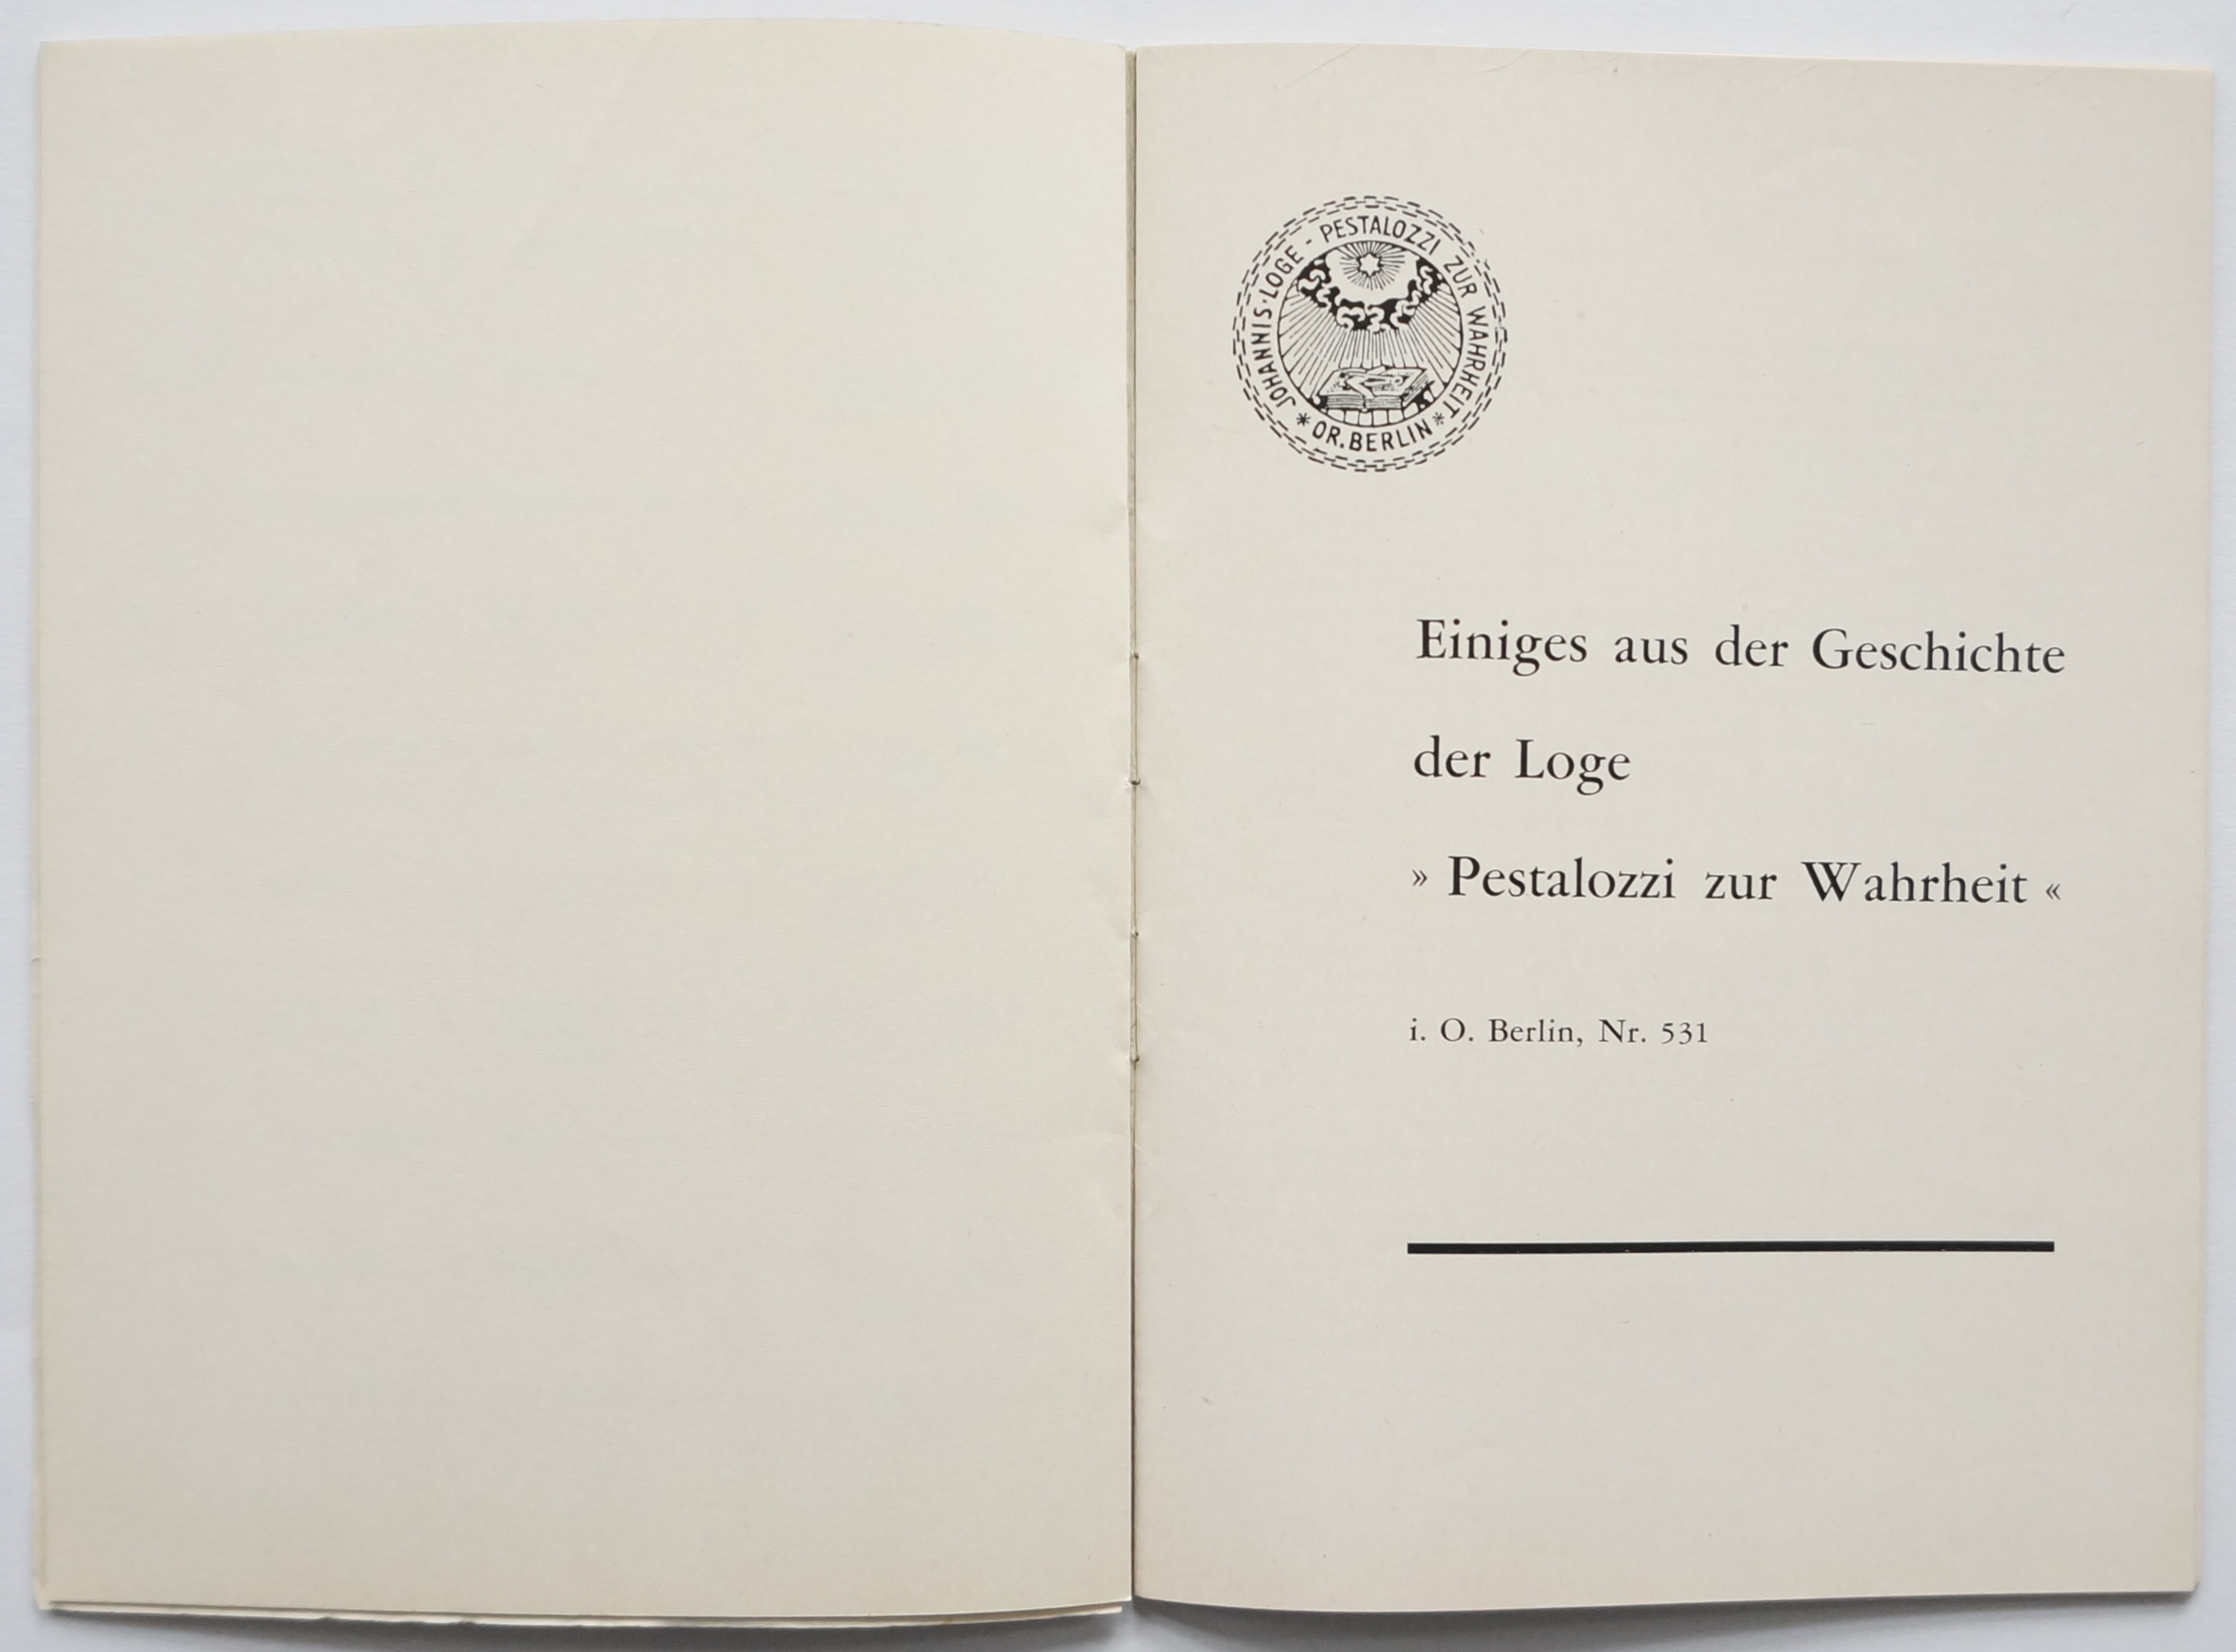 JOHANNIS·LOGE - PESTALOZZI ZUR WAHRHEIT
* OR. BERLIN *
Einiges aus der Geschichte
der Loge
» Pestalozzi zur Wahrheit «
i. O. Berlin, Nr. 531